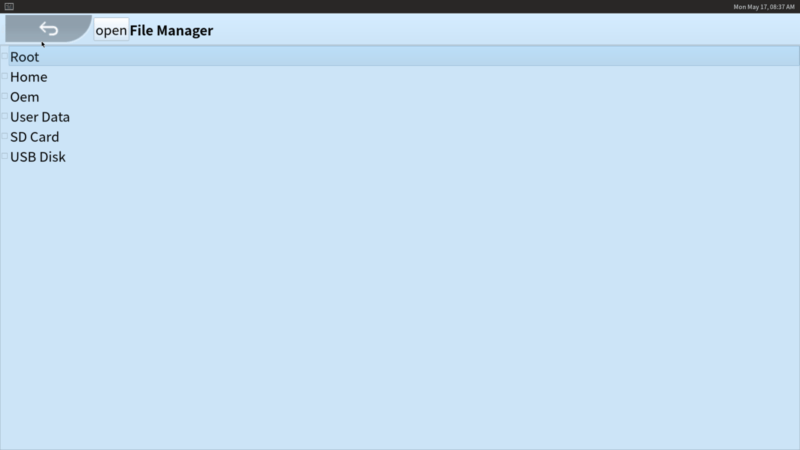 Mon May 17, 08:37 AM
open File Manager
Root
Home
Oem
User Data
SD Card
USB Disk